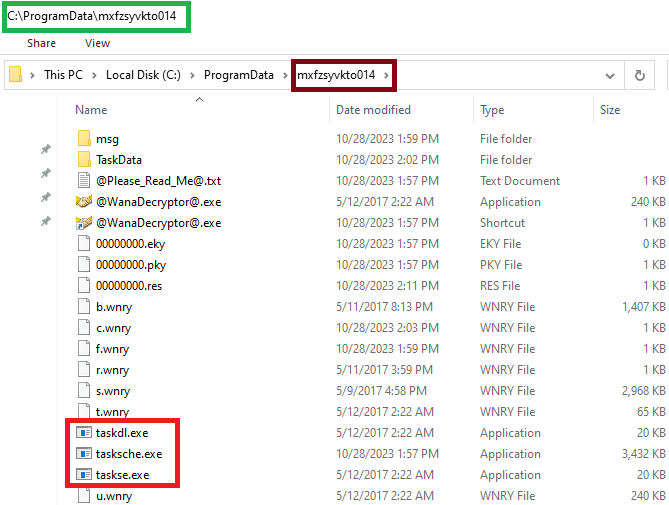 C:\ProgramData\mxfzsyvkto014
Share View
This PC Local Disk (C:) ProgramData mxfzsyvkto014
Name Date modified Type Size
msg 10/28/2023 1:59 PM File folder
TaskData 10/28/2023 2:02 PM File folder
@Please_Read_Me@.txt 10/28/2023 1:57 PM Text Document 1 KB
@WanaDecryptor@.exe 5/12/2017 2:22 AM Application 240 KB
@WanaDecryptor@.exe 10/28/2023 1:57 PM Shortcut 1 KB
00000000.eky 10/28/2023 1:57 PM EKY File 0 KB
00000000.pky 10/28/2023 1:57 PM PKY File 1 KB
00000000.res 10/28/2023 2:11 PM RES File 1 KB
b.wnry 5/11/2017 8:13 PM WNRY File 1,407 KB
c.wnry 10/28/2023 2:03 PM WNRY File 1 KB
f.wnry 10/28/2023 1:59 PM WNRY File 1 KB
r.wnry 5/11/2017 3:59 PM WNRY File 1 KB
s.wnry 5/9/2017 4:58 PM WNRY File 2,968 KB
t.wnry 5/12/2017 2:22 AM WNRY File 65 KB
taskdl.exe 5/12/2017 2:22 AM Application 20 KB
tasksche.exe 10/28/2023 1:57 PM Application 3,432 KB
taskse.exe 5/12/2017 2:22 AM Application 20 KB
u.wnry 5/12/2017 2:22 AM WNRY File 240 KB